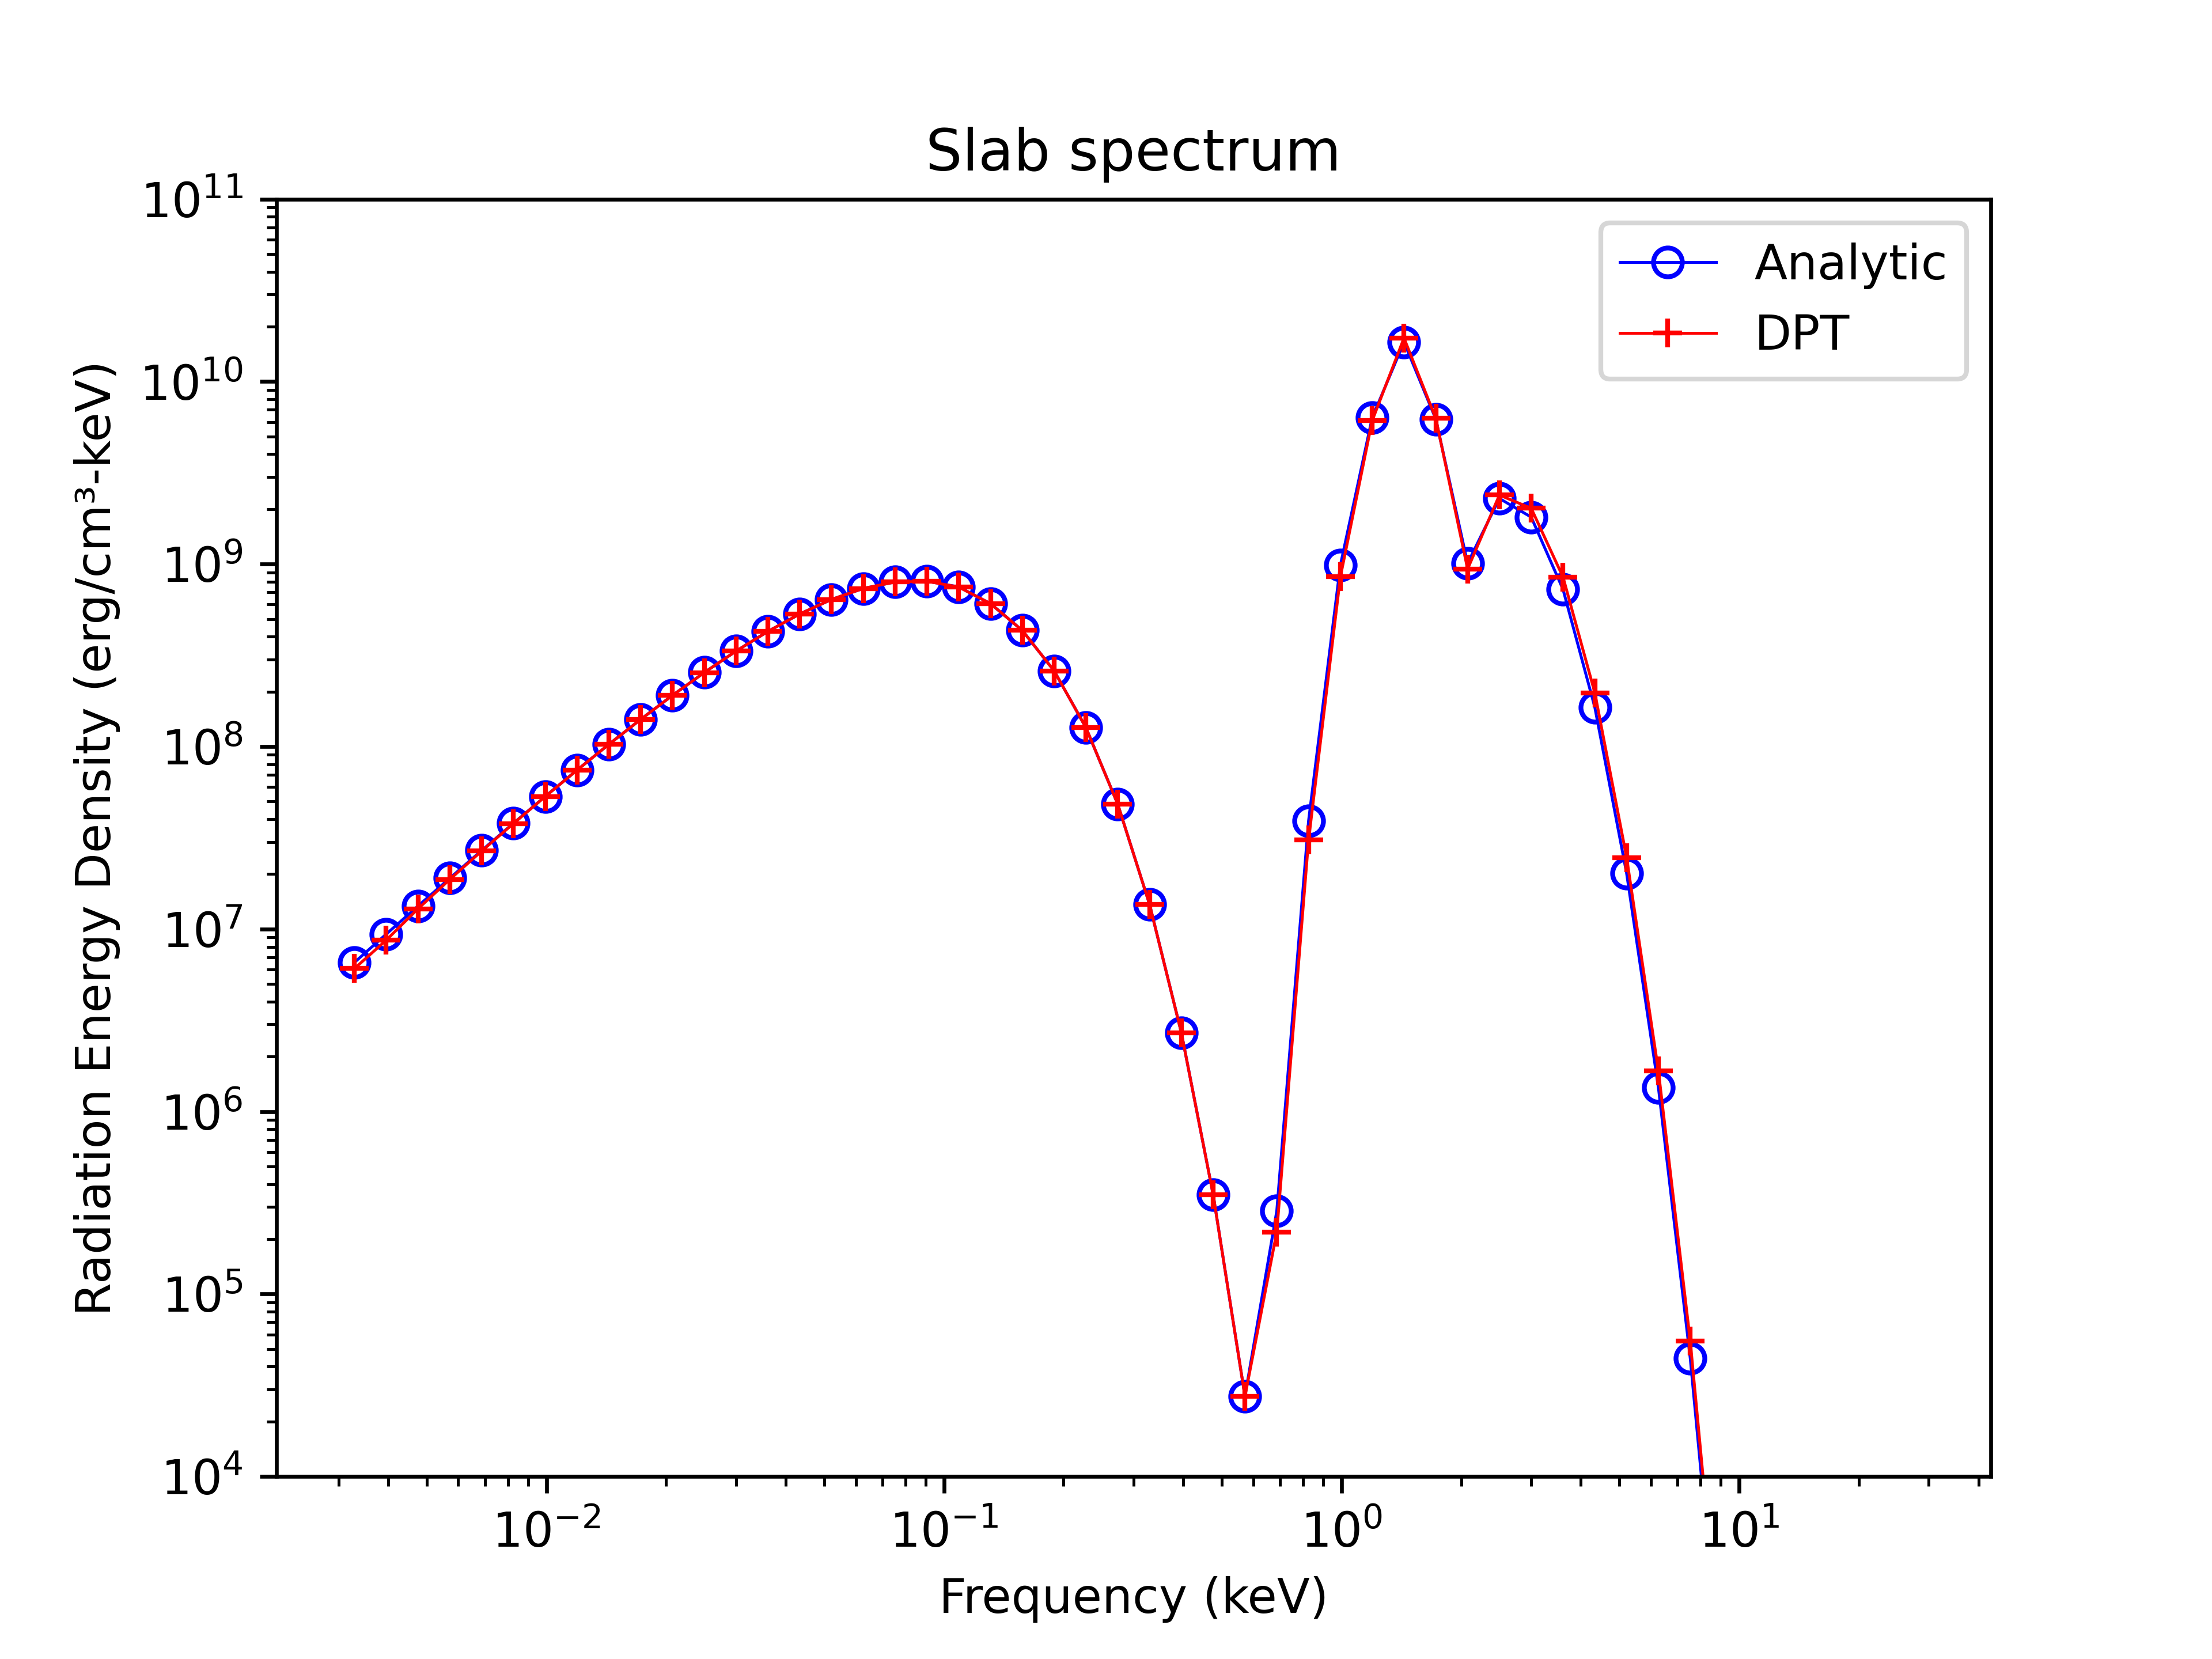 Slab spectrum
Radiation Energy Density (erg/cm³-keV)
10¹¹
10¹⁰
10⁹
10⁸
10⁷
10⁶
10⁵
10⁴
Analytic
DPT
10⁻²
10⁻¹
10⁰
10¹
Frequency (keV)